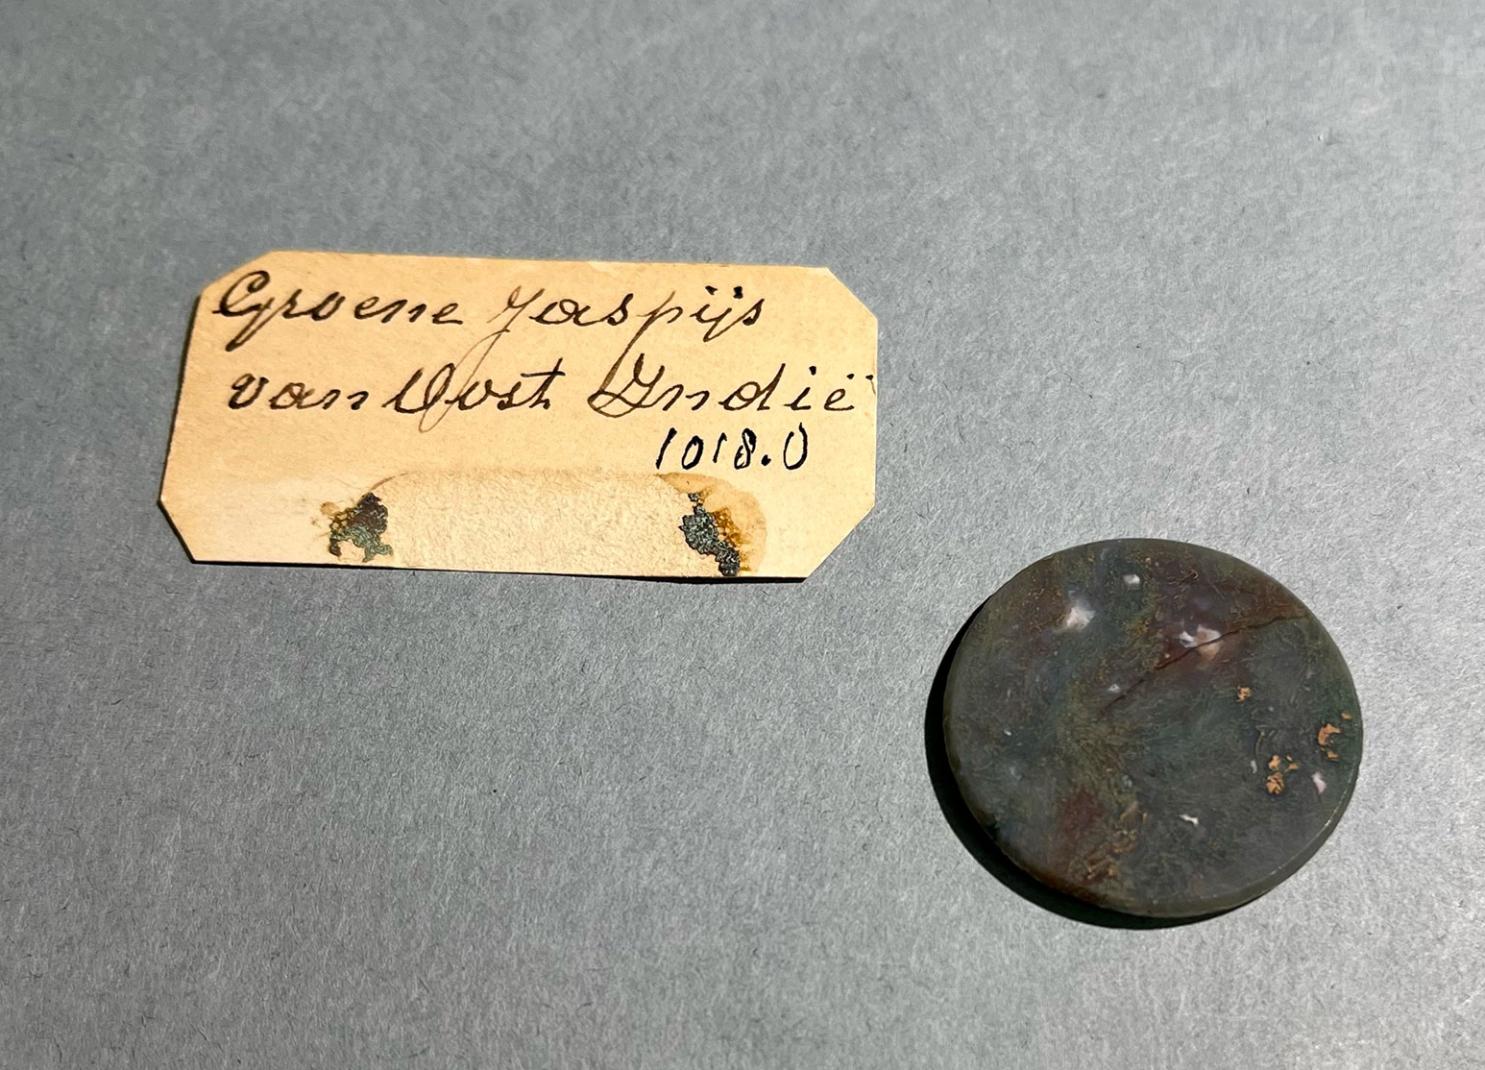 Groene Jaspijs
van Oost Indië
1018.0